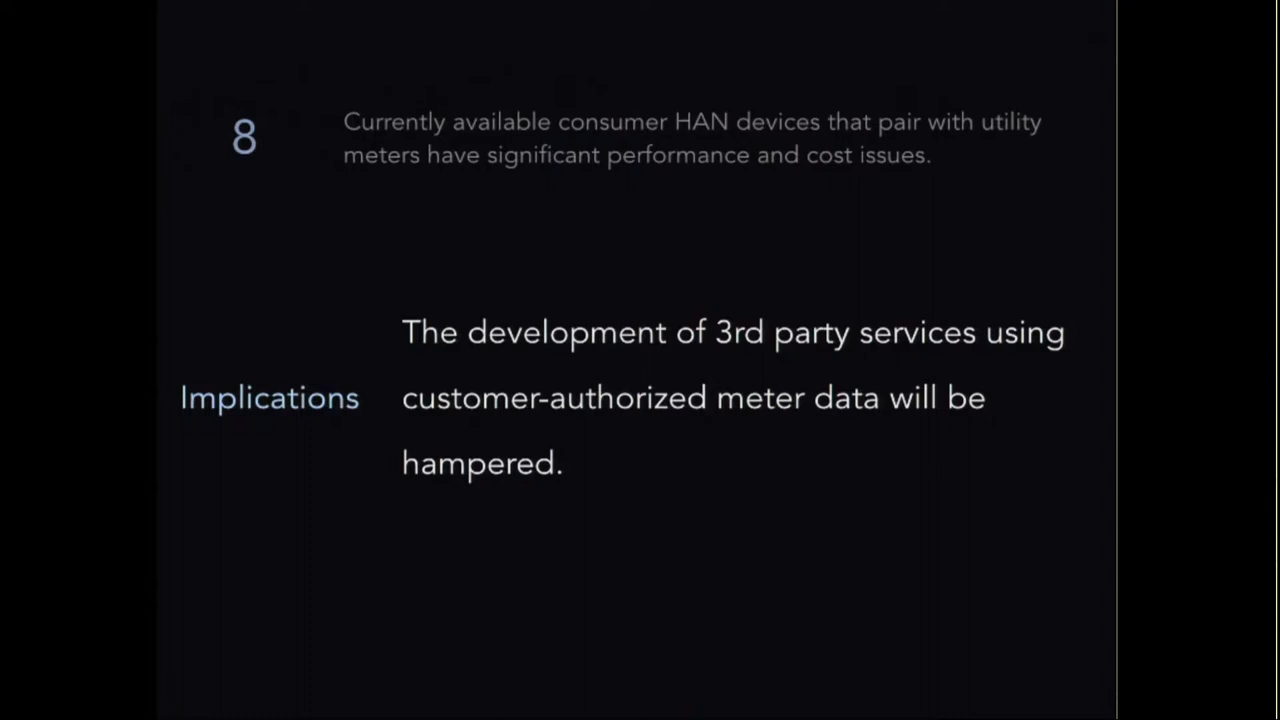 8
Currently available consumer HAN devices that pair with utility
meters have significant performance and cost issues.
Implications
The development of 3rd party services using
customer-authorized meter data will be
hampered.